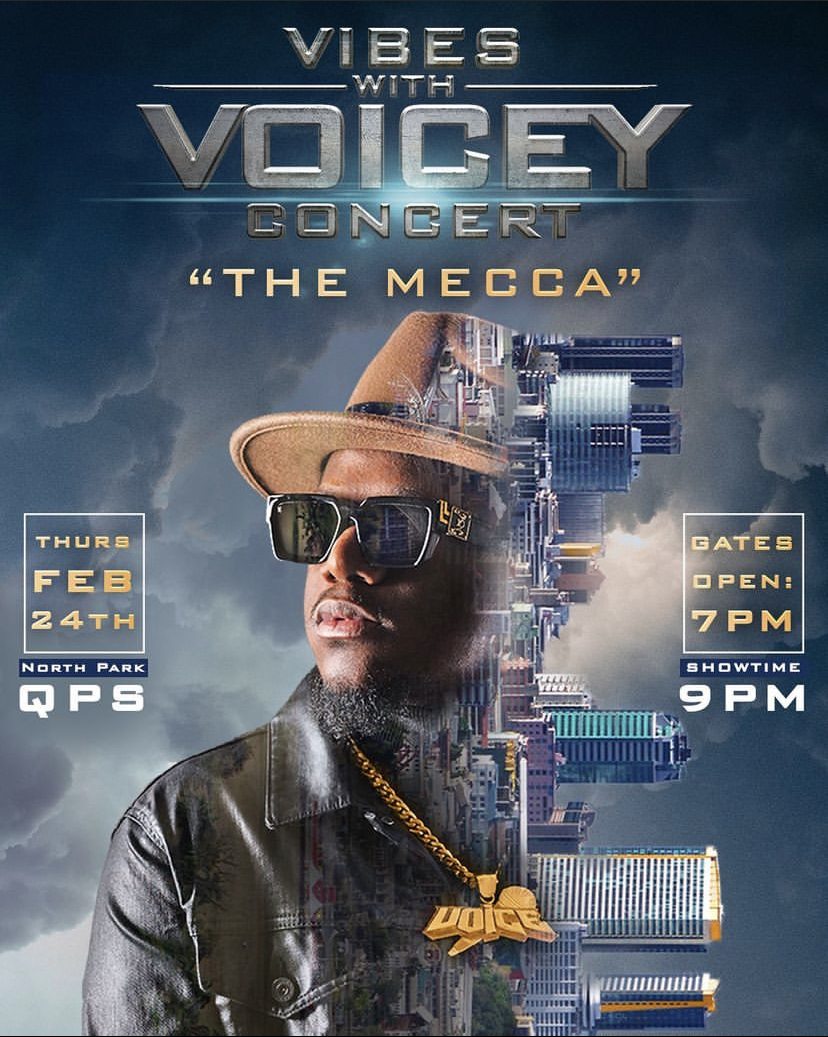 VIBES
WITH
VOICEY
CONCERT
“THE MECCA”
THURS
FEB
24TH
NORTH PARK
QPS
GATES
OPEN:
7PM
SHOWTIME
9PM
VOICE